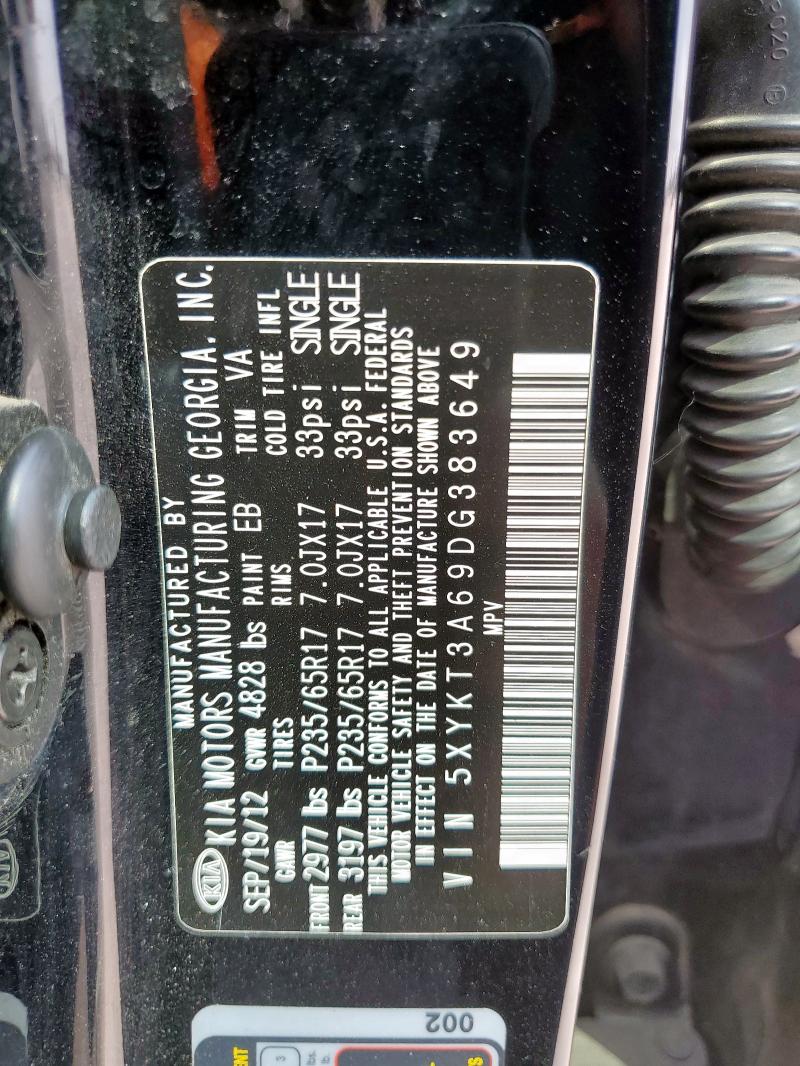 MANUFACTURED BY
KIA KIA MOTORS MANUFACTURING GEORGIA, INC.
SEP/19/12 GVWR 4828 lbs PAINT EB TRIM VA
GAWR TIRES RIMS COLD TIRE INFL
FRONT 2977 lbs P235/65R17 7.0JX17 33psi SINGLE
REAR 3197 lbs P235/65R17 7.0JX17 33psi SINGLE
THIS VEHICLE CONFORMS TO ALL APPLICABLE U.S.A. FEDERAL
MOTOR VEHICLE SAFETY AND THEFT PREVENTION STANDARDS
IN EFFECT ON THE DATE OF MANUFACTURE SHOWN ABOVE
VIN 5XYKT3A69DG383649
MPV
002